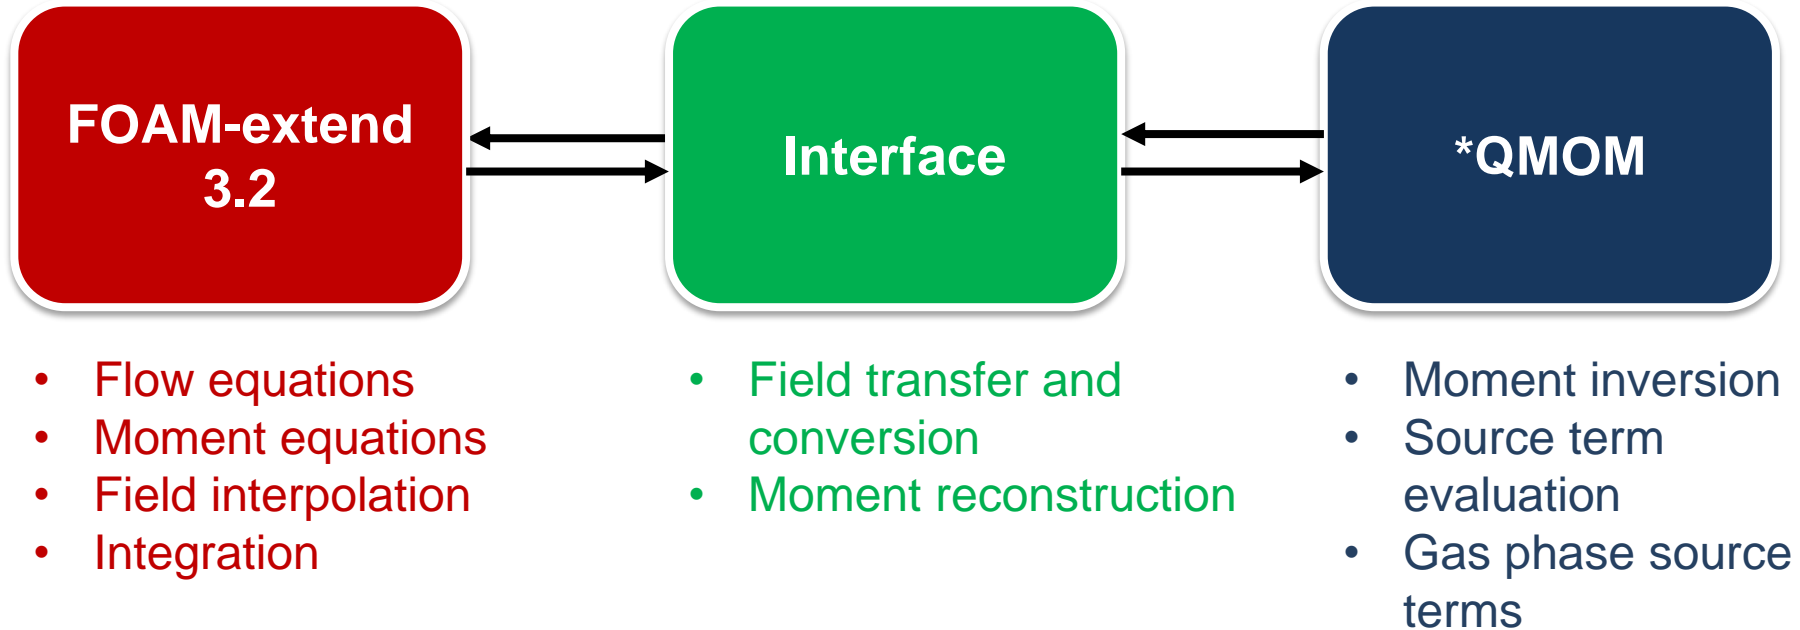 FOAM-extend
3.2
Interface
*QMOM
• Flow equations
• Moment equations
• Field interpolation
• Integration
• Field transfer and
conversion
• Moment reconstruction
• Moment inversion
• Source term
evaluation
• Gas phase source
terms